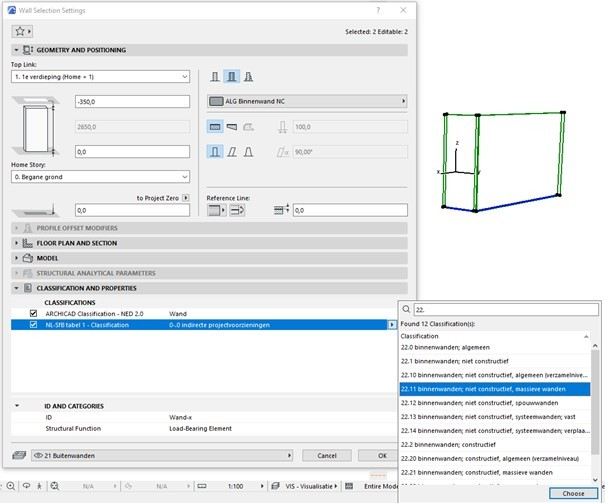 Wall Selection Settings
? ×
Selected: 2 Editable: 2
GEOMETRY AND POSITIONING
Top Link:
1. 1e verdieping (Home + 1)
-350,0
ALG Binnenwand NC
2650,0
100,0
0,0
90,00°
Home Story:
0. Begane grond
to Project Zero
Reference Line:
0,0
0,0
PROFILE OFFSET MODIFIERS
FLOOR PLAN AND SECTION
MODEL
STRUCTURAL ANALYTICAL PARAMETERS
CLASSIFICATION AND PROPERTIES
CLASSIFICATIONS
ARCHICAD Classification - NED 2.0 Wand
NL-SfB tabel 1 - Classification 0-.0 indirecte projectvoorzieningen
ID AND CATEGORIES
ID Wand-x
Structural Function Load-Bearing Element
21 Buitenwanden
Cancel
OK
z
x
y
22.
Found 12 Classification(s):
Classification
22.0 binnenwanden; algemeen
22.1 binnenwanden; niet constructief
22.10 binnenwanden; niet constructief, algemeen (verzamelnive...
22.11 binnenwanden; niet constructief, massieve wanden
22.12 binnenwanden; niet constructief, spouwwanden
22.13 binnenwanden; niet constructief, systeemwanden; vast
22.14 binnenwanden; niet constructief, systeemwanden; verplaa...
22.2 binnenwanden; constructief
22.20 binnenwanden; constructief, algemeen (verzamelniveau)
22.21 binnenwanden; constructief, massieve wanden
Choose
N/A
N/A
1:100
VIS - Visualisatie
Entire Mode